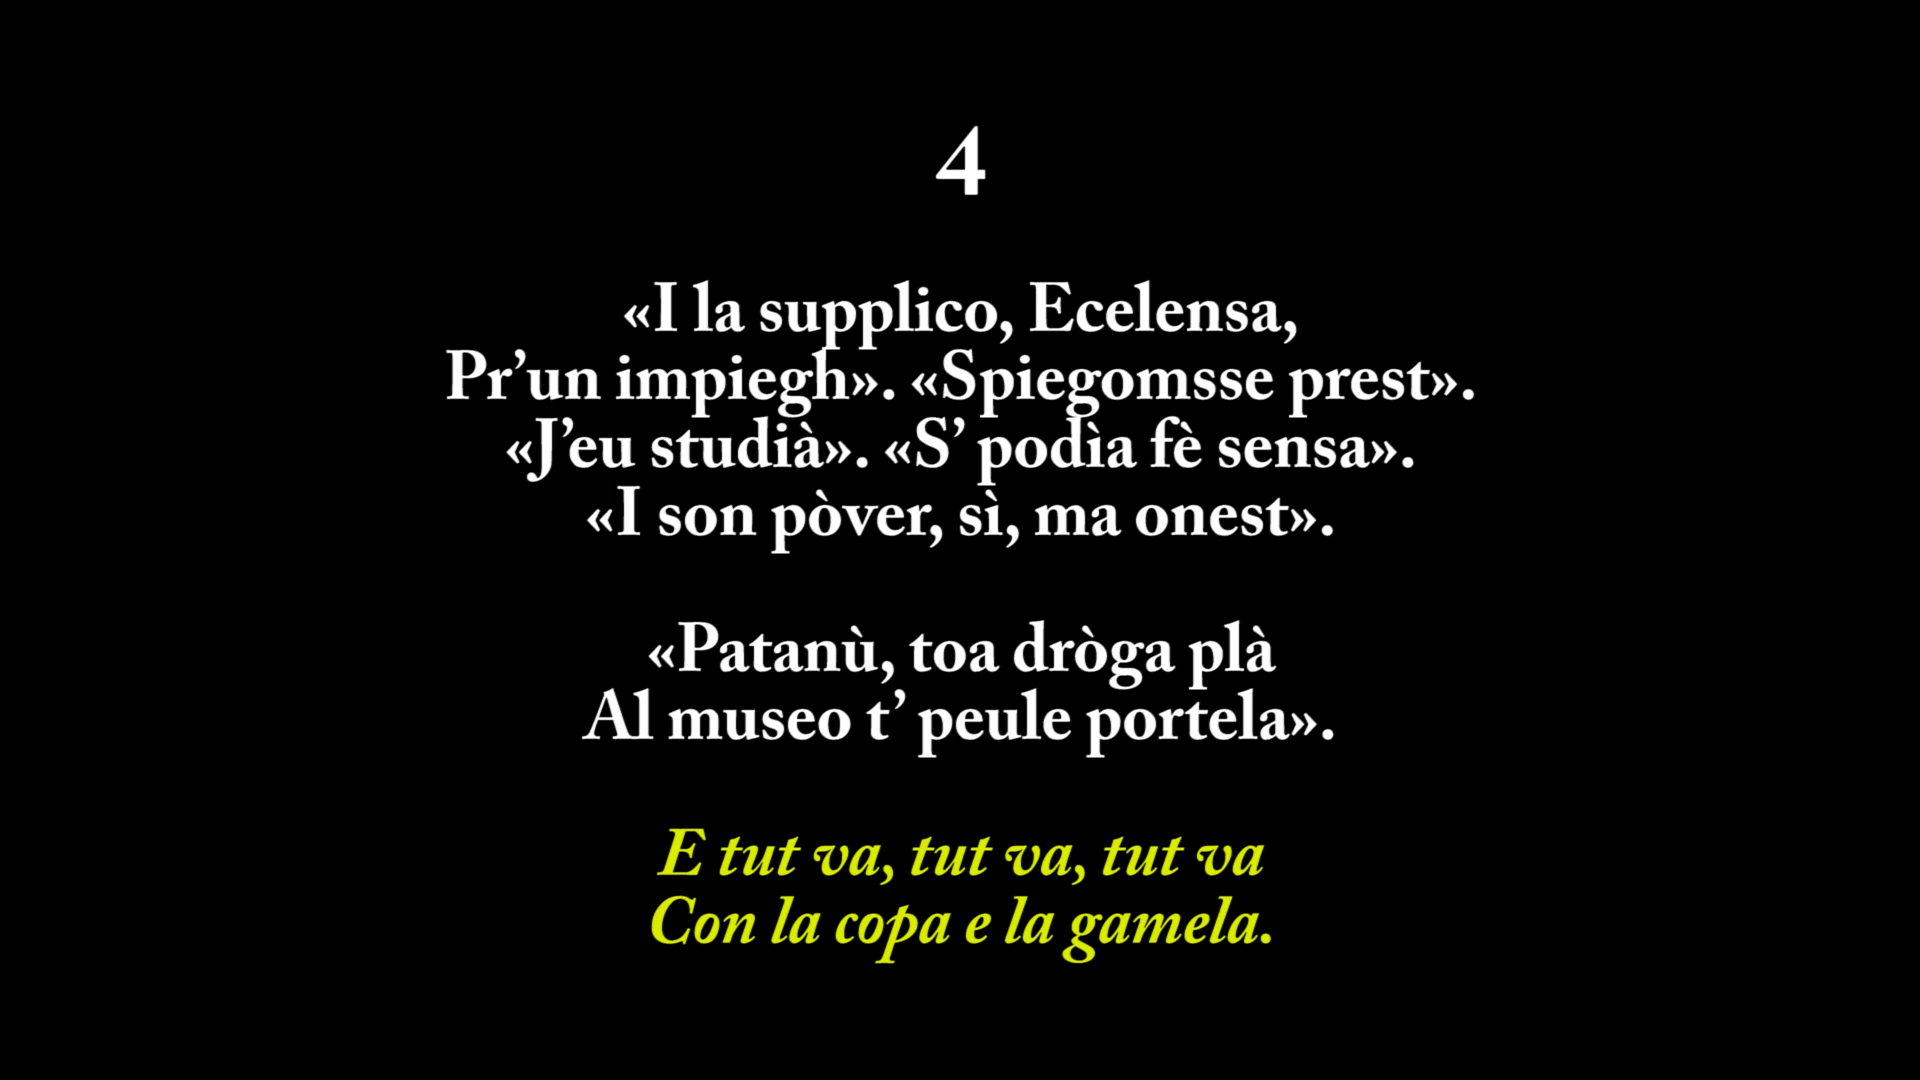 4
«I la supplico, Ecelensa,
Pr’un impiegh». «Spiegomsse prest».
«J’eu studià». «S’ podìa fè sensa».
«I son pòver, sì, ma onest».
«Patanù, toa dròga plà
Al museo t’ peule portela».
E tut va, tut va, tut va
Con la copa e la gamela.